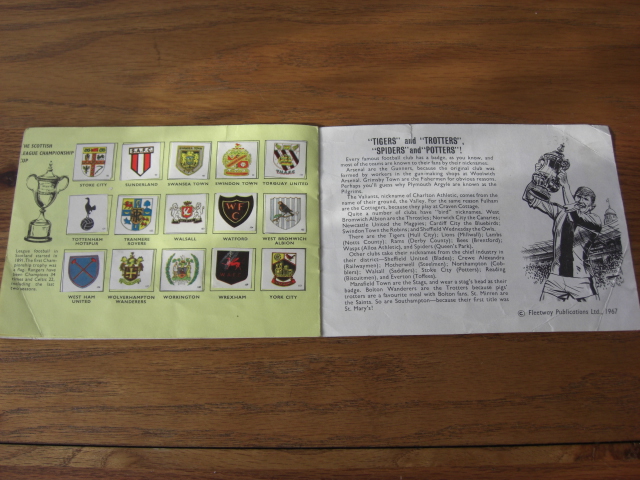 THE SCOTTISH
LEAGUE CHAMPIONSHIP
CUP
League football in
Scotland started in
STOKE CITY
SUNDERLAND
SWANSEA TOWN
SWINDON TOWN
TORQUAY UNITED
TOTTENHAM
HOTSPUR
TRANMERE
ROVERS
WALSALL
WATFORD
WEST BROMWICH
ALBION
WEST HAM
UNITED
WOLVERHAMPTON
WANDERERS
WORKINGTON
WREXHAM
YORK CITY
"TIGERS" and "TROTTERS",
"SPIDERS" and "POTTERS"!
Every famous football club has a badge, as you know, and
most of the teams are known to their fans by their nicknames.
Arsenal are the Gunners, because the original club was
formed by workers in the gun-making shops at Woolwich
Arsenal. Grimsby Town are the Fishermen for obvious reasons.
Perhaps you'll guess why Plymouth Argyle are known as the
Pilgrims.
The Valiants, nickname of Charlton Athletic, comes from the
name of their ground, the Valley. For the same reason Fulham
are the Cottagers, because they play at Craven Cottage.
Quite a number of clubs have "bird" nicknames. West
Bromwich Albion are the Throstles; Norwich City the Canaries;
Newcastle United the Magpies; Cardiff City the Bluebirds;
Swindon Town the Robins; and Sheffield Wednesday the Owls.
There are the Tigers (Hull City); Lions (Millwall);
(Notts County); Rams (Derby County); Bees (Brentford);
Wasps (Alloa Athletic), and Spiders (Queen's Park).
Other clubs take their nicknames from the chief industry in
their district—Sheffield United (Blades); Crewe Alexandra
(Railwaymen); Motherwell (Steelmen); Northampton (Cob-
blers); Walsall (Saddlers); Stoke City (Potters); Reading
(Biscuitmen), and Everton (Toffees).
Mansfield Town are the Stags, and wear a stag's head at their
badge. Bolton Wanderers are the Trotters because pigs'
trotters are a favourite meal with Bolton fans. St. Mirren are
the Saints. So are Southampton—because their first title was
St. Mary's!
© Fleetway Publications Ltd., 1967